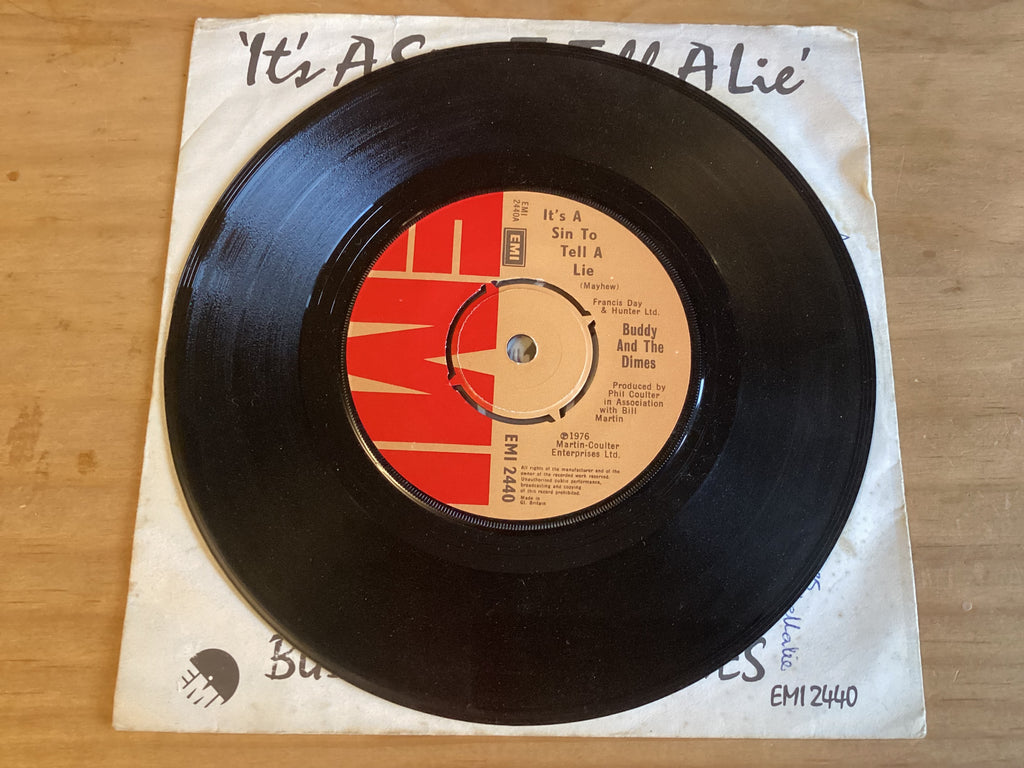 'It's A S Tell A Lie'
EMI
2440A
EMI
It's A
Sin To
Tell A
Lie
(Mayhew)
Francis Day
& Hunter Ltd.
Buddy
And The
Dimes
Produced by
Phil Coulter
in Association
with Bill
Martin
℗1976
Martin-Coulter
Enterprises Ltd.
All rights of the manufacturer and of the
owner of the recorded work reserved.
Unauthorised public performance,
broadcasting and copying
of this record prohibited.
Made in
Gt. Britain
EMI 2440
EMI
EMI
EMI 2440